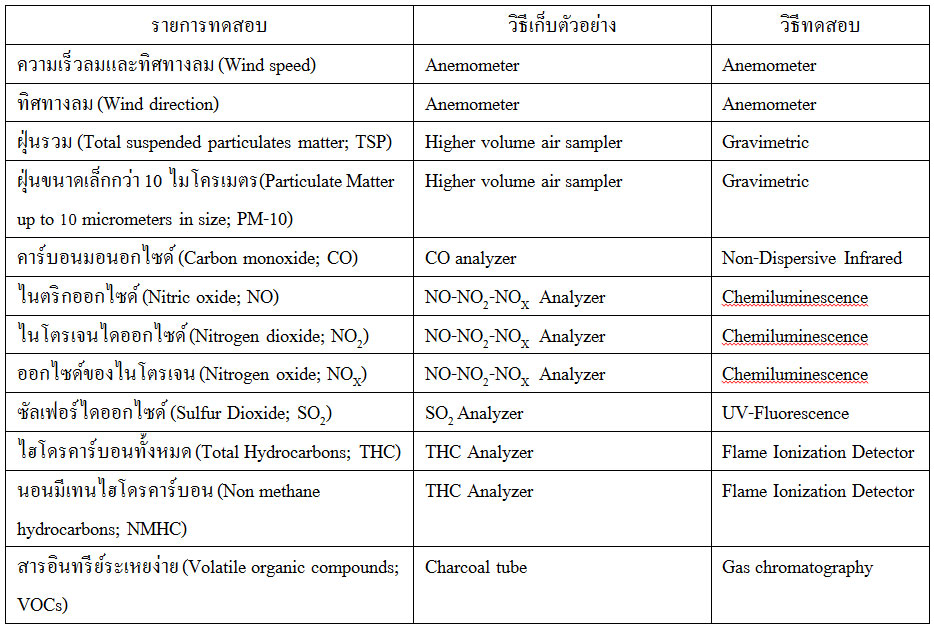 รายการทดสอบ วิธีเก็บตัวอย่าง วิธีทดสอบ
ความเร็วลมและทิศทางลม (Wind speed) Anemometer Anemometer
ทิศทางลม (Wind direction) Anemometer Anemometer
ฝุ่นรวม (Total suspended particulates matter; TSP) Higher volume air sampler Gravimetric
ฝุ่นขนาดเล็กกว่า 10 ไมโครเมตร(Particulate Matter Higher volume air sampler Gravimetric
up to 10 micrometers in size; PM-10)
คาร์บอนมอนอกไซด์ (Carbon monoxide; CO) CO analyzer Non-Dispersive Infrared
ไนตริกออกไซด์ (Nitric oxide; NO) NO-NO2-NOX Analyzer Chemiluminescence
ไนโตรเจนไดออกไซด์ (Nitrogen dioxide; NO2) NO-NO2-NOX Analyzer Chemiluminescence
ออกไซด์ของไนโตรเจน (Nitrogen oxide; NOX) NO-NO2-NOX Analyzer Chemiluminescence
ซัลเฟอร์ไดออกไซด์ (Sulfur Dioxide; SO2) SO2 Analyzer UV-Fluorescence
ไฮโดรคาร์บอนทั้งหมด (Total Hydrocarbons; THC) THC Analyzer Flame Ionization Detector
นอนมีเทนไฮโดรคาร์บอน (Non methane THC Analyzer Flame Ionization Detector
hydrocarbons; NMHC)
สารอินทรีย์ระเหยง่าย (Volatile organic compounds; Charcoal tube Gas chromatography
VOCs)